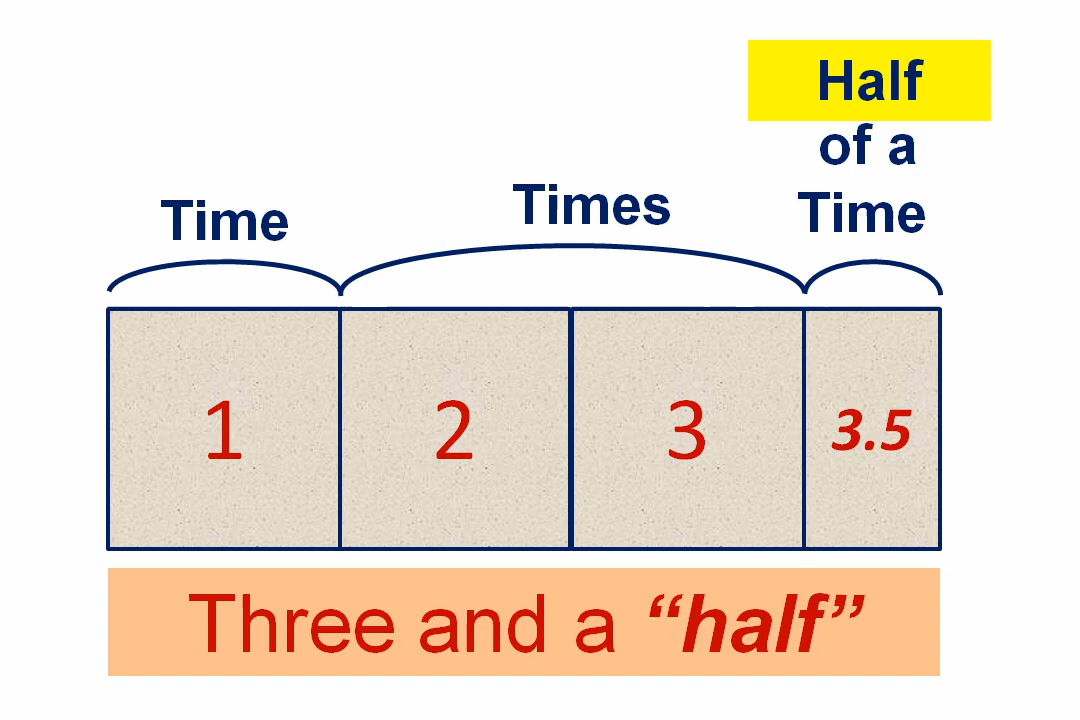 Half
of a
Time
Time
Times
1 2 3 3.5
Three and a “half”